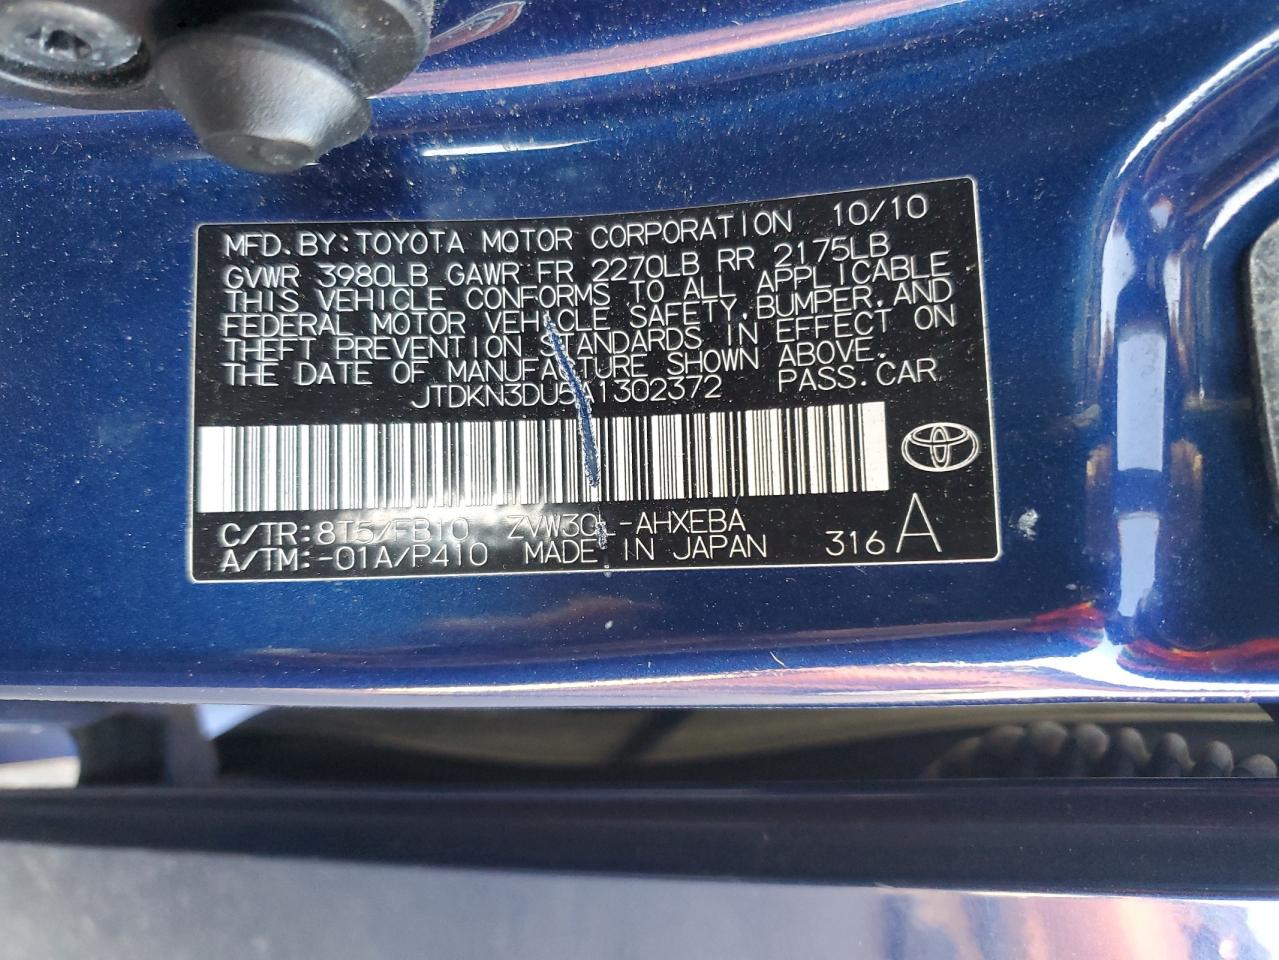 MFD.BY:TOYOTA MOTOR CORPORATION 10/10
GVWR 3980LB GAWR FR 2270LB RR 2175LB
THIS VEHICLE CONFORMS TO ALL APPLICABLE
FEDERAL MOTOR VEHICLE SAFETY,BUMPER,AND
THEFT PREVENTION STANDARDS IN EFFECT ON
THE DATE OF MANUFACTURE SHOWN ABOVE.
JTDKN3DU5A1302372 PASS.CAR
C/TR:8T5/FB10 ZVW30L-AHXEBA
A/TM:-01A/P410 MADE IN JAPAN 316 A